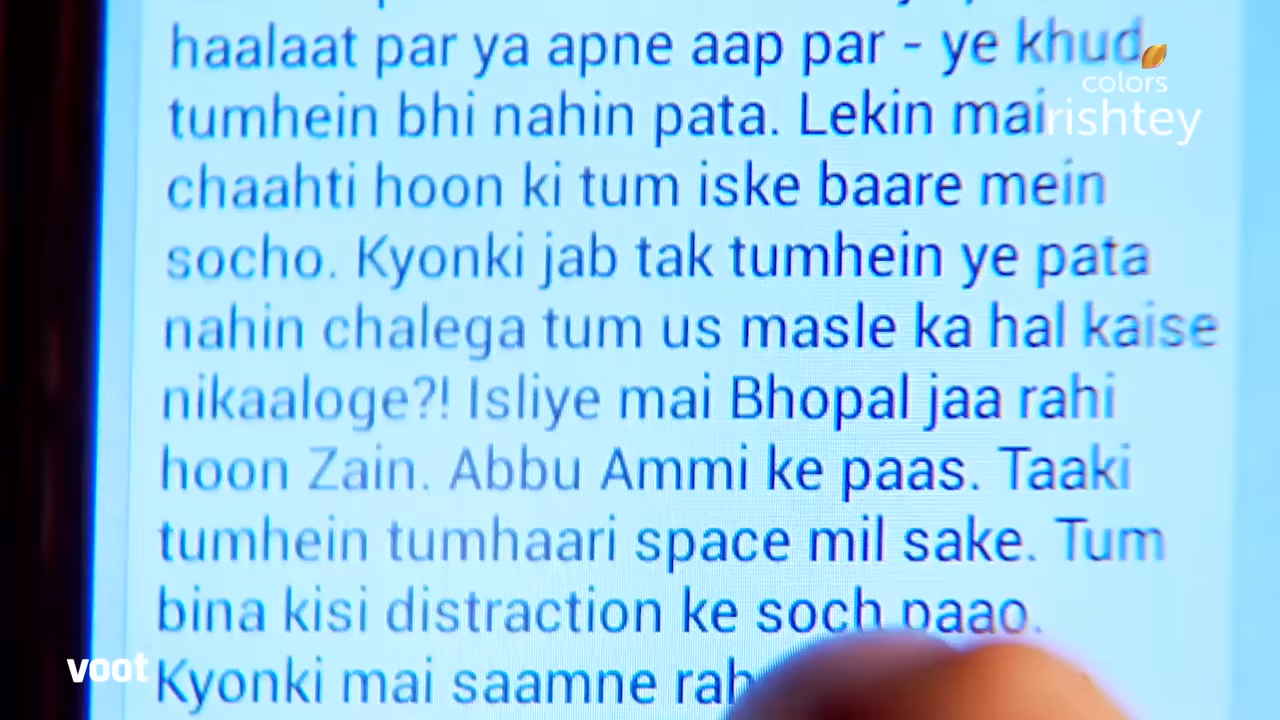 haalaat par ya apne aap par - ye khud
tumhein bhi nahin pata. Lekin mai
chaahti hoon ki tum iske baare mein
socho. Kyonki jab tak tumhein ye pata
nahin chalega tum us masle ka hal kaise
nikaaloge?! Isliye mai Bhopal jaa rahi
hoon Zain. Abbu Ammi ke paas. Taaki
tumhein tumhaari space mil sake. Tum
bina kisi distraction ke soch paao.
Kyonki mai saamne
colors
rishtey
voot